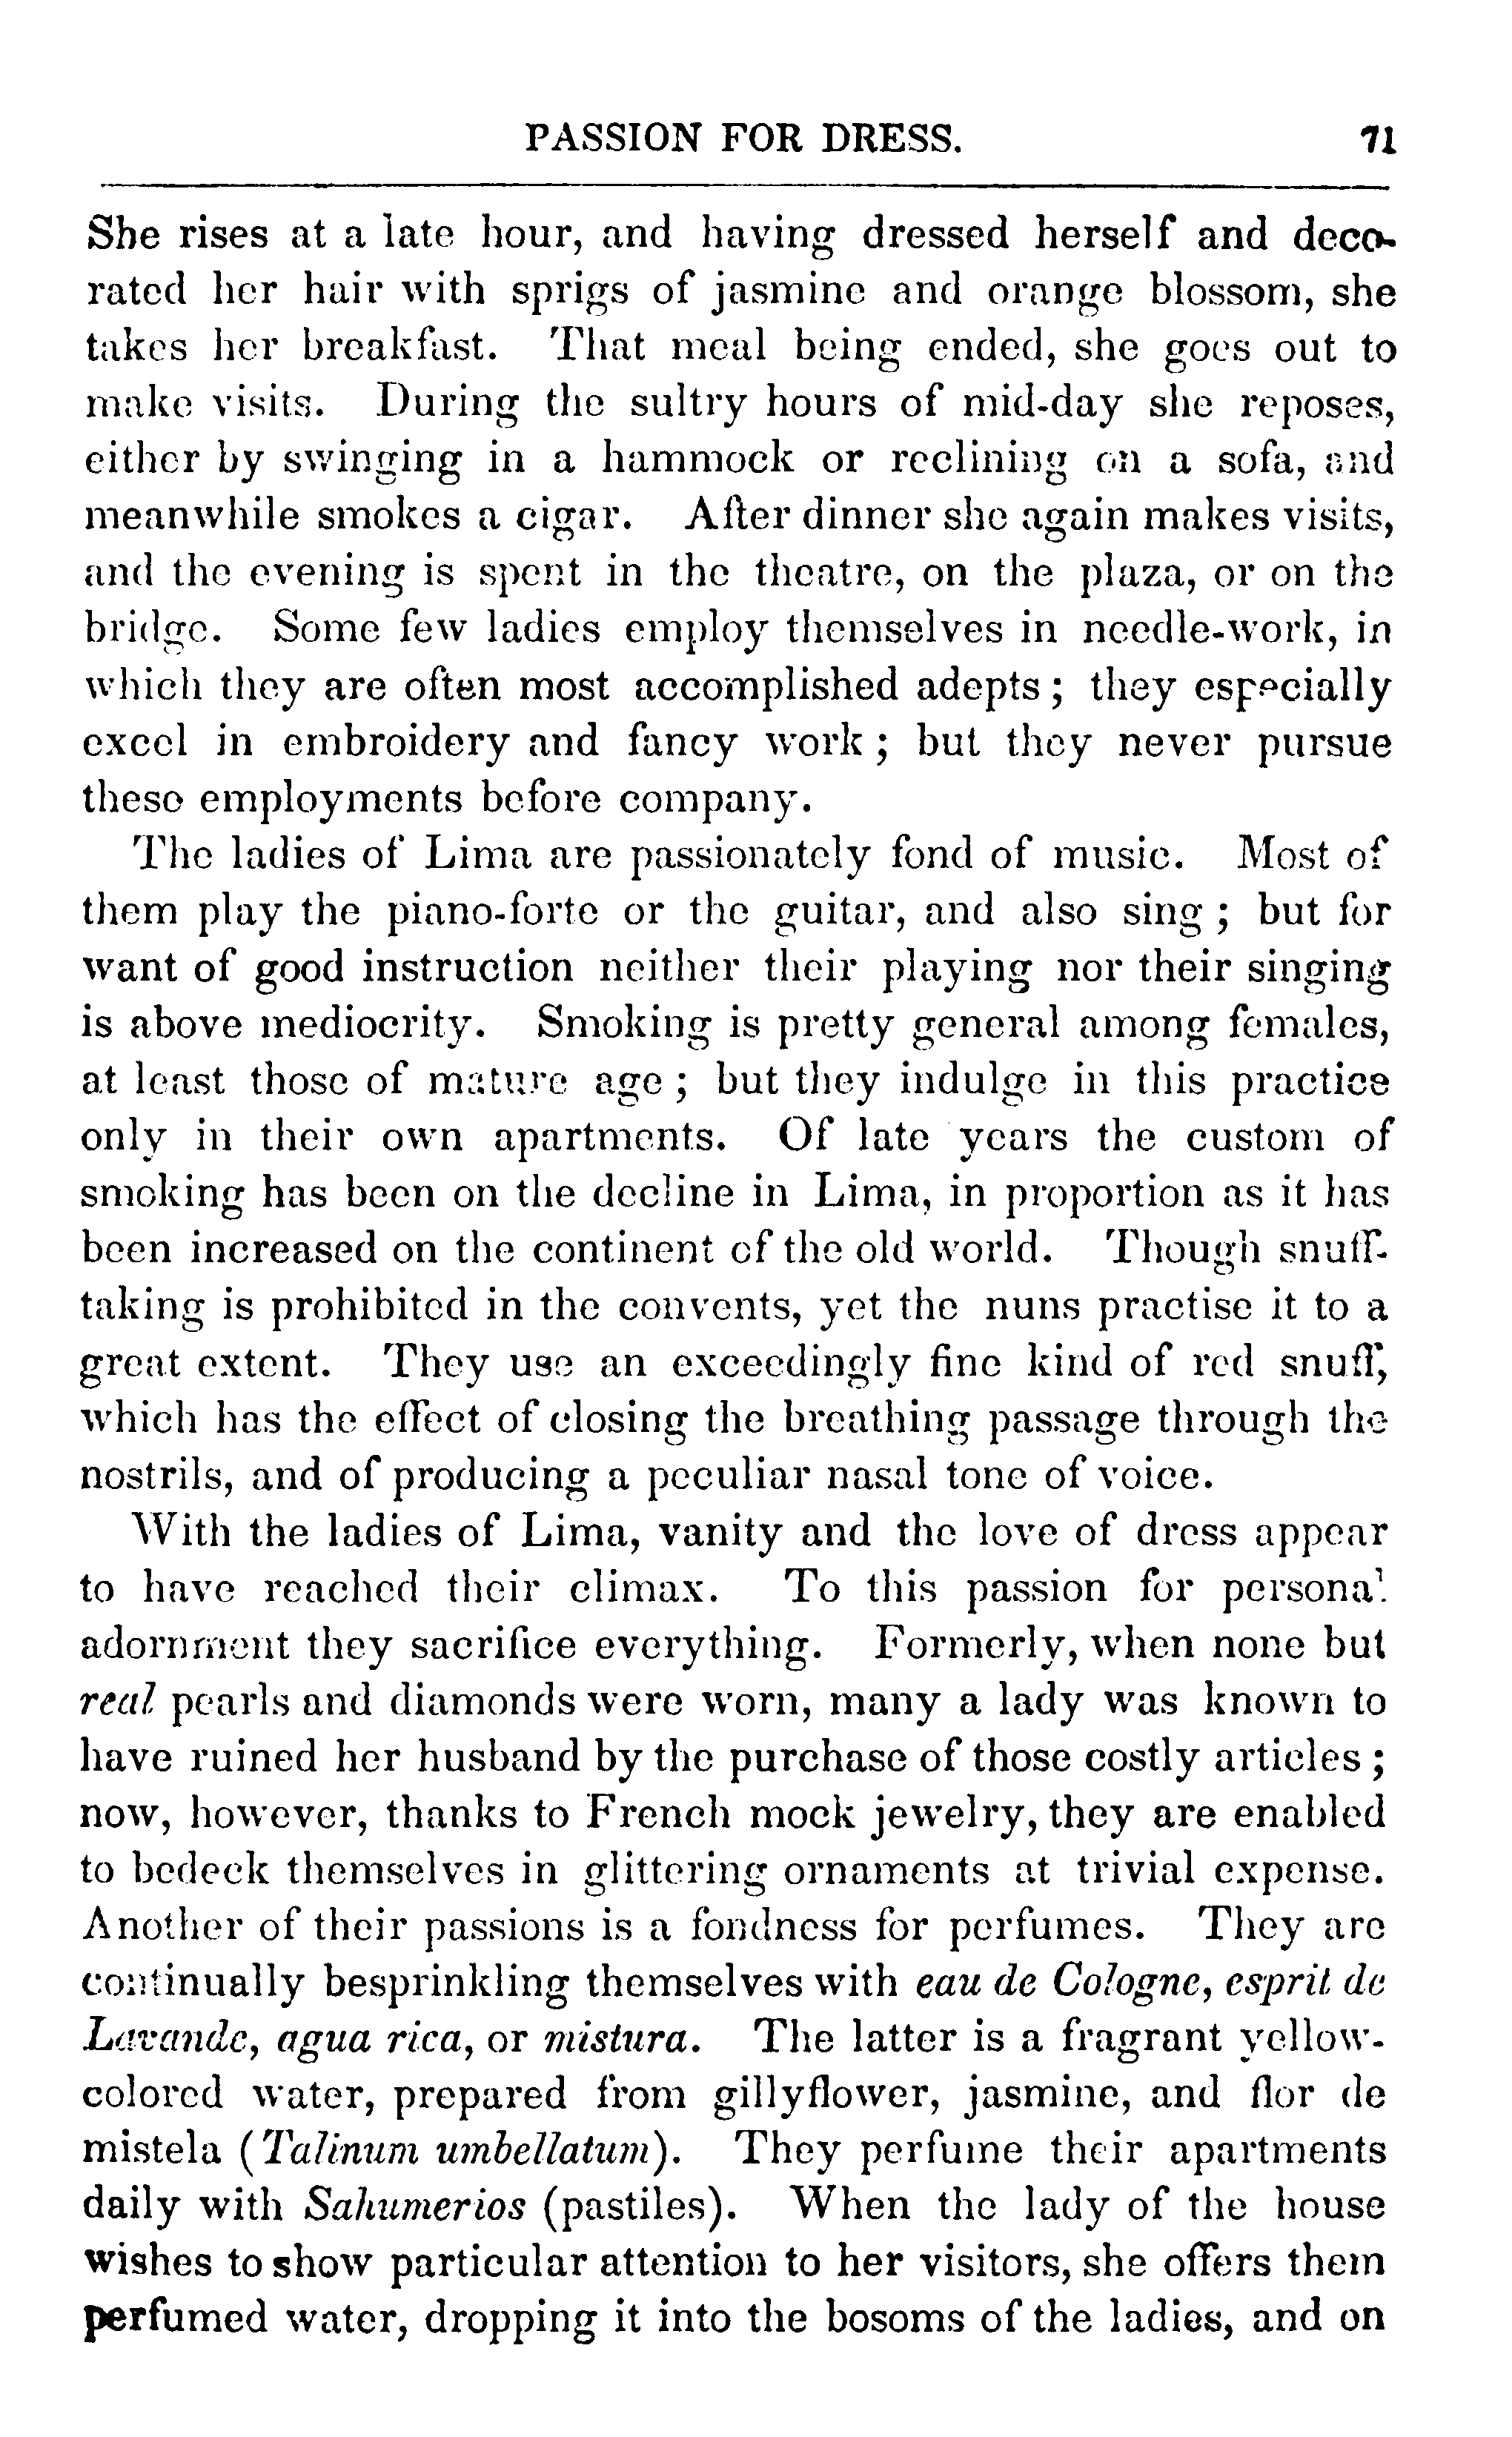 PASSION FOR DRESS. 71
She rises at a late hour, and having dressed herself and deco-
rated her hair with sprigs of jasmine and orange blossom, she
takes her breakfast. That meal being ended, she goes out to
make visits. During the sultry hours of mid-day she reposes,
either by swinging in a hammock or reclining on a sofa, and
meanwhile smokes a cigar. After dinner she again makes visits,
and the evening is spent in the theatre, on the plaza, or on the
bridge. Some few ladies employ themselves in needle-work, in
which they are often most accomplished adepts; they especially
excel in embroidery and fancy work; but they never pursue
these employments before company.
The ladies of Lima are passionately fond of music. Most of
them play the piano-forte or the guitar, and also sing; but for
want of good instruction neither their playing nor their singing
is above mediocrity. Smoking is pretty general among females,
at least those of mature age; but they indulge in this practice
only in their own apartments. Of late years the custom of
smoking has been on the decline in Lima, in proportion as it has
been increased on the continent of the old world. Though snuff-
taking is prohibited in the convents, yet the nuns practise it to a
great extent. They use an exceedingly fine kind of red snuff,
which has the effect of closing the breathing passage through the
nostrils, and of producing a peculiar nasal tone of voice.
With the ladies of Lima, vanity and the love of dress appear
to have reached their climax. To this passion for personal
adornment they sacrifice everything. Formerly, when none but
real pearls and diamonds were worn, many a lady was known to
have ruined her husband by the purchase of those costly articles;
now, however, thanks to French mock jewelry, they are enabled
to bedeck themselves in glittering ornaments at trivial expense.
Another of their passions is a fondness for perfumes. They are
continually besprinkling themselves with eau de Cologne, esprit de
Lavande, agua rica, or mistura. The latter is a fragrant yellow-
colored water, prepared from gillyflower, jasmine, and flor de
mistela (Talinum umbellatum). They perfume their apartments
daily with Sahumerios (pastiles). When the lady of the house
wishes to show particular attention to her visitors, she offers them
perfumed water, dropping it into the bosoms of the ladies, and on